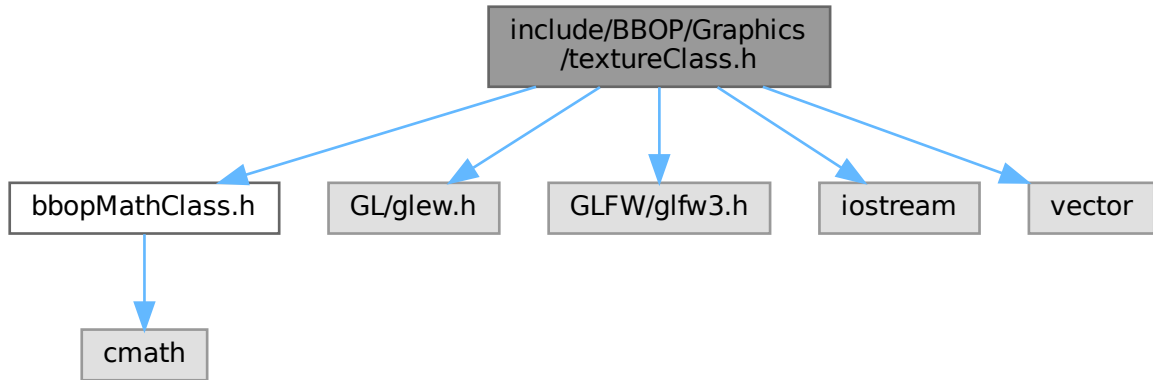 include/BBOP/Graphics
/textureClass.h
bbopMathClass.h
GL/glew.h
GLFW/glfw3.h
iostream
vector
cmath